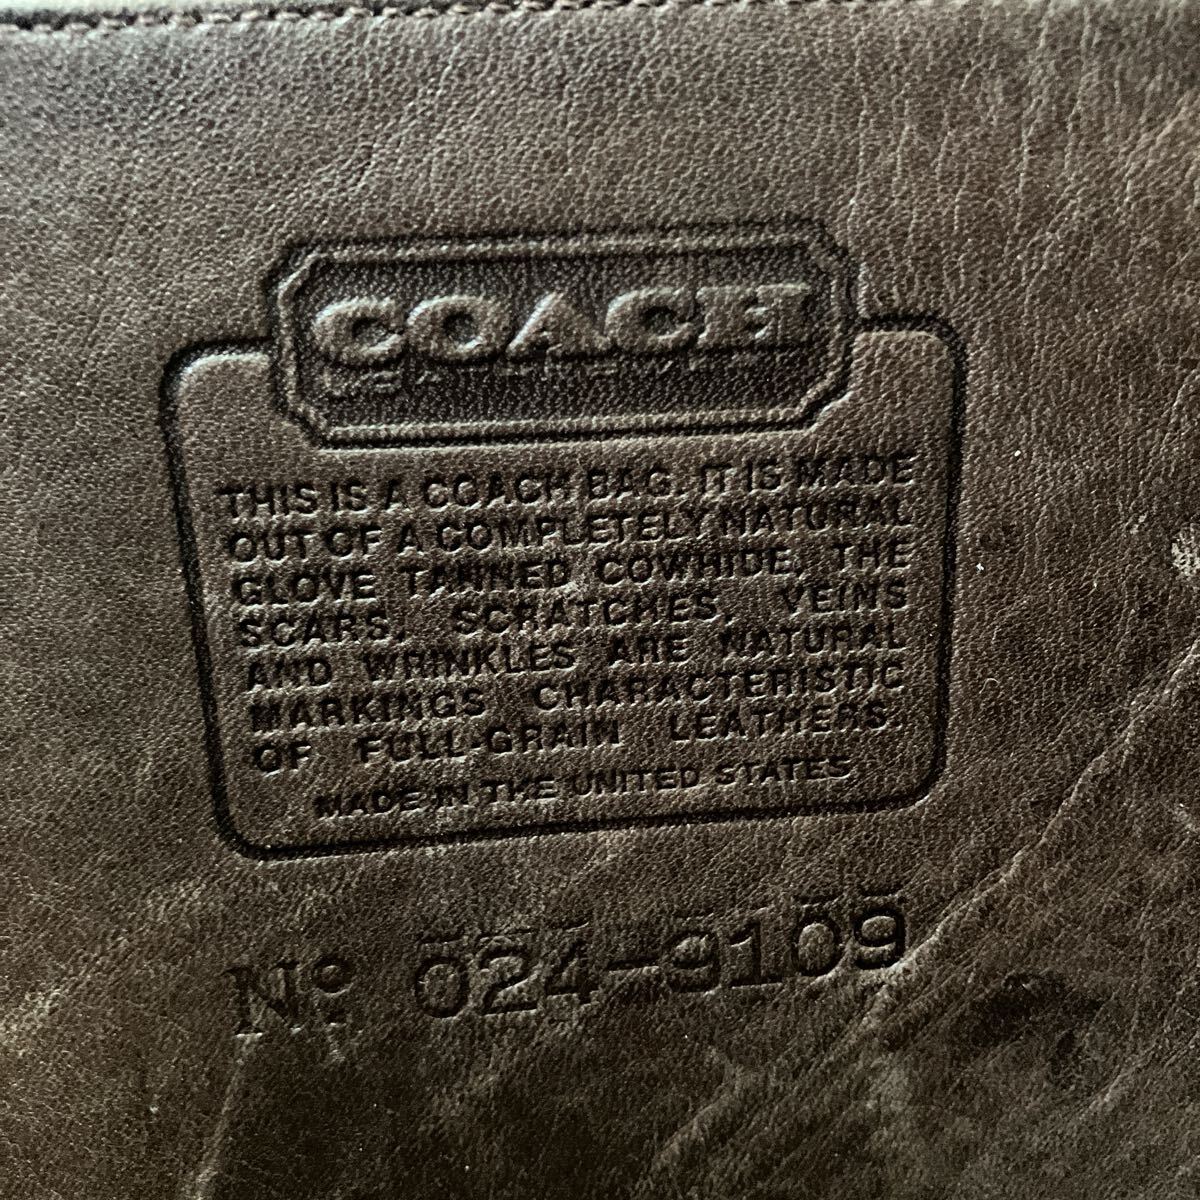 COACH
LEATHERWARE
THIS IS A COACH BAG. IT IS MADE
OUT OF A COMPLETELY NATURAL
GLOVE TANNED COWHIDE, THE
SCARS, SCRATCHES, VEINS
AND WRINKLES ARE NATURAL
MARKINGS CHARACTERISTIC
OF FULL-GRAIN LEATHERS.
MADE IN THE UNITED STATES
Nº 024-9109